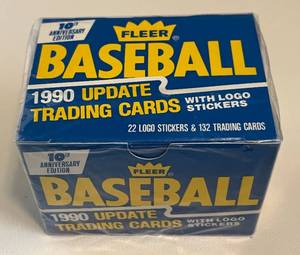 10th
ANNIVERSARY
EDITION
FLEER
BASEBALL
1990 UPDATE
TRADING CARDS
WITH LOGO
STICKERS
22 LOGO STICKERS & 132 TRADING CARDS
10th
ANNIVERSARY
EDITION
FLEER
BASEBALL
1990 UPDATE
TRADING CARDS
WITH LOGO
STICKERS